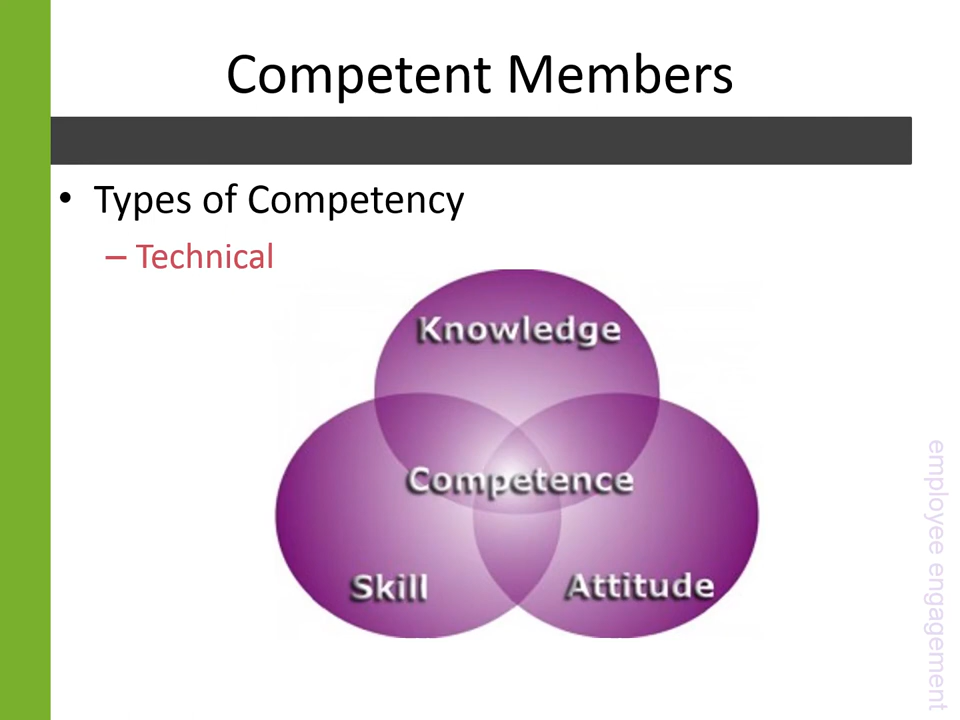 Competent Members
• Types of Competency
– Technical
Knowledge
Competence
Skill
Attitude
employee engagement